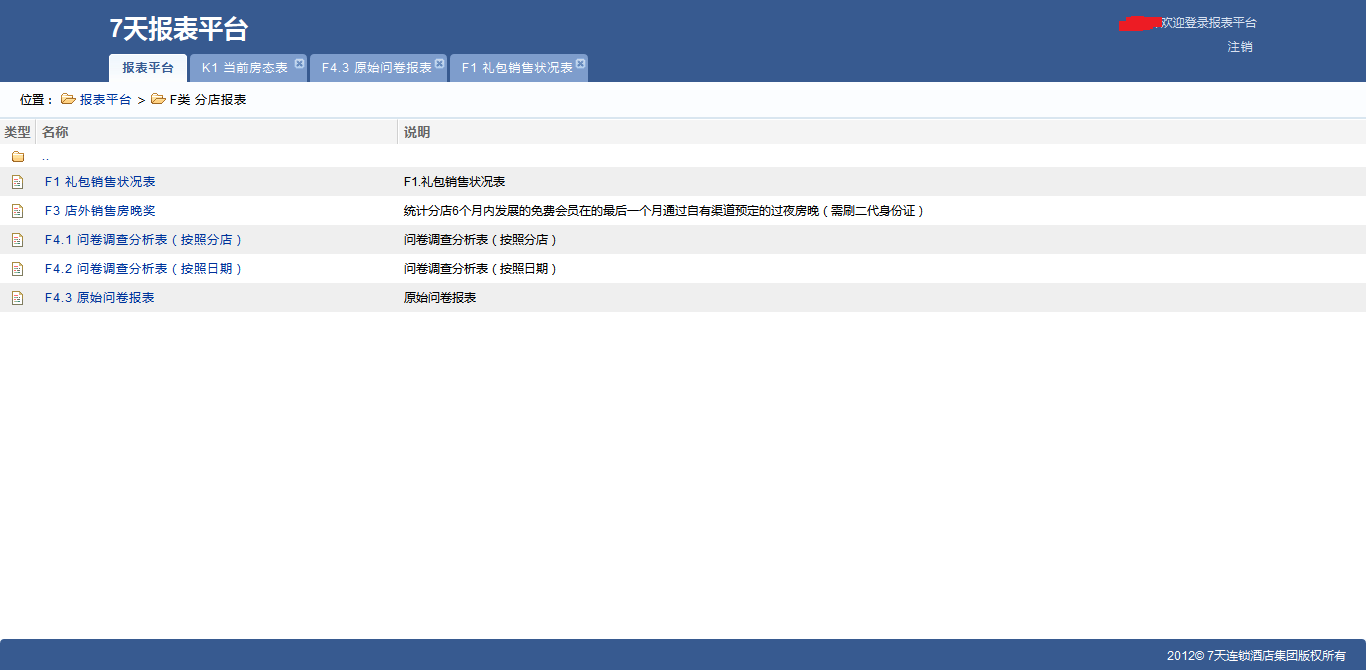 7天报表平台
欢迎登录报表平台
注销
报表平台 K1 当前房态表 F4.3 原始问卷报表 F1 礼包销售状况表
位置： 报表平台 > F类 分店报表
类型 名称 说明
..
F1 礼包销售状况表 F1.礼包销售状况表
F3 店外销售房晚奖 统计分店6个月内发展的免费会员在的最后一个月通过自有渠道预定的过夜房晚（需刷二代身份证）
F4.1 问卷调查分析表（按照分店） 问卷调查分析表（按照分店）
F4.2 问卷调查分析表（按照日期） 问卷调查分析表（按照日期）
F4.3 原始问卷报表 原始问卷报表
2012© 7天连锁酒店集团版权所有